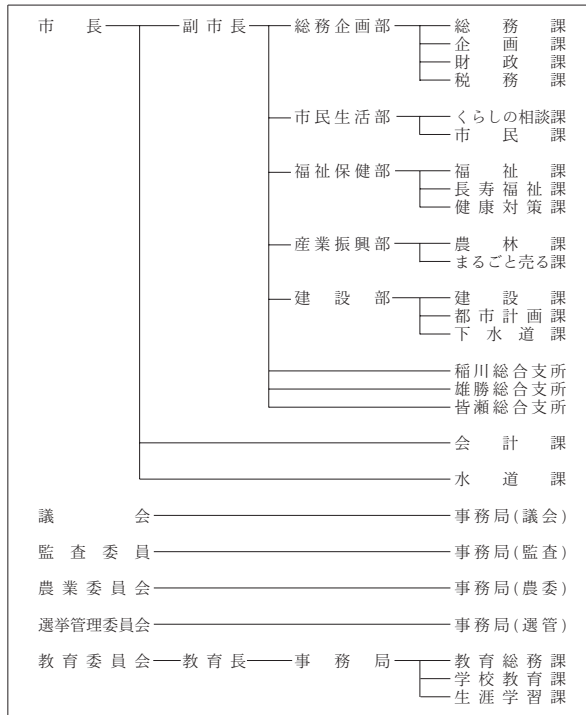 市長 副市長 総務企画部 総務課
企画課
財政課
税務課
市民生活部 くらしの相談課
市民課
福祉保健部 福祉課
長寿福祉課
健康対策課
産業振興部 農林課
まるごと売る課
建設部 建設課
都市計画課
下水道課
稲川総合支所
雄勝総合支所
皆瀬総合支所
会計課
水道課
議会 事務局(議会)
監査委員 事務局(監査)
農業委員会 事務局(農委)
選挙管理委員会 事務局(選管)
教育委員会 教育長 事務局 教育総務課
学校教育課
生涯学習課